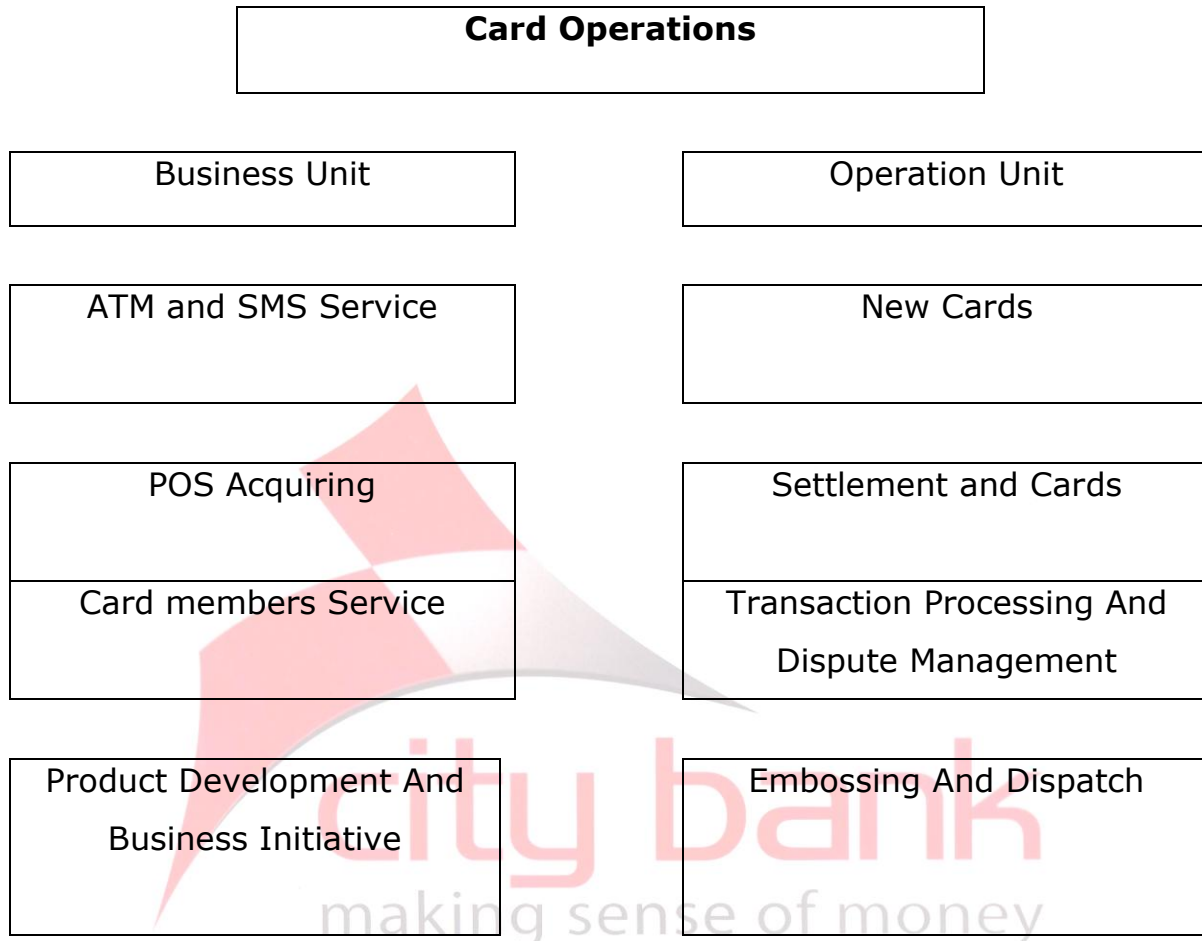 Card Operations
Business Unit
Operation Unit
ATM and SMS Service
New Cards
POS Acquiring
Settlement and Cards
Card members Service
Transaction Processing And
Dispute Management
Product Development And
Business Initiative
Embossing And Dispatch
city bank
making sense of money